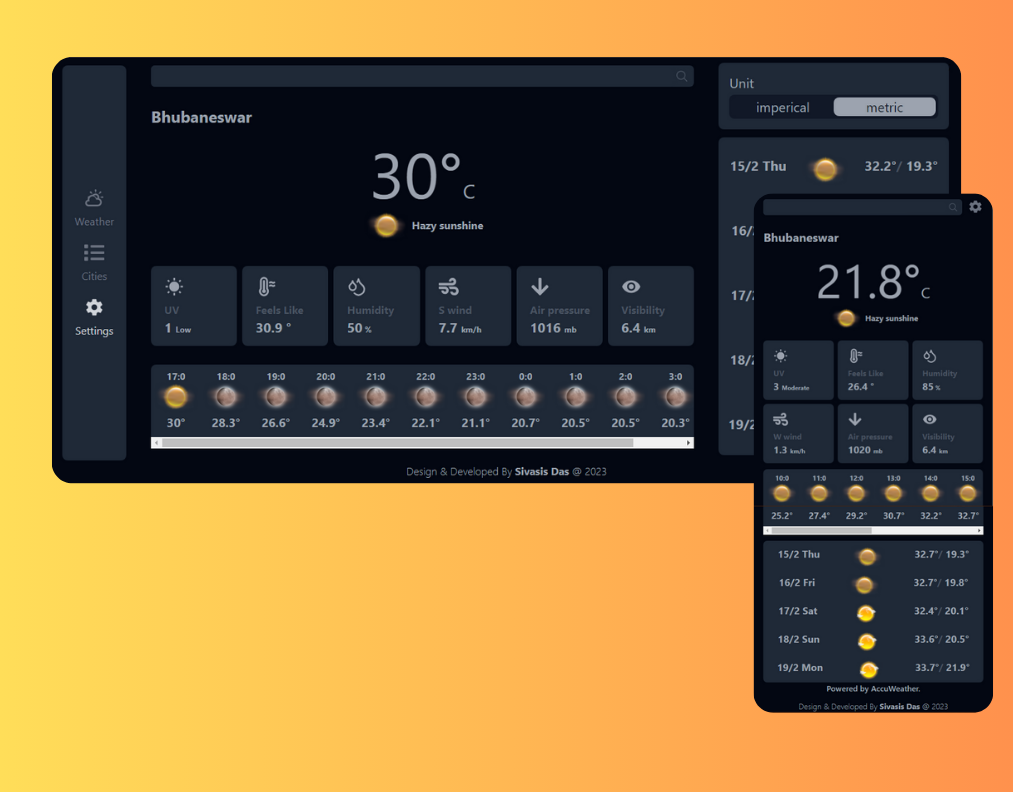 Unit
imperical metric
Bhubaneswar
30° C
Hazy sunshine
Weather
Cities
Settings
UV
1 Low
Feels Like
30.9 °
Humidity
50 %
S wind
7.7 km/h
Air pressure
1016 mb
Visibility
6.4 km
17:0 18:0 19:0 20:0 21:0 22:0 23:0 0:0 1:0 2:0 3:0
30° 28.3° 26.6° 24.9° 23.4° 22.1° 21.1° 20.7° 20.5° 20.5° 20.3°
Design & Developed By Sivasis Das @ 2023
15/2 Thu 32.2°/ 19.3°
16/
17/
18/
19/2
Bhubaneswar
21.8° C
Hazy sunshine
UV
3 Moderate
Feels Like
26.4 °
Humidity
85 %
W wind
1.3 km/h
Air pressure
1020 mb
Visibility
6.4 km
10:0 11:0 12:0 13:0 14:0 15:0
25.2° 27.4° 29.2° 30.7° 32.2° 32.7°
15/2 Thu 32.7°/ 19.3°
16/2 Fri 32.7°/ 19.8°
17/2 Sat 32.4°/ 20.1°
18/2 Sun 33.6°/ 20.5°
19/2 Mon 33.7°/ 21.9°
Powered by AccuWeather.
Design & Developed By Sivasis Das @ 2023